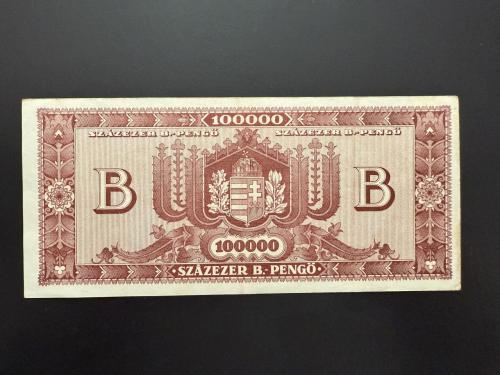 100000
SZÁZEZER B.-PENGŐ SZÁZEZER B.-PENGŐ
B B
100000
· SZÁZEZER B.-PENGŐ ·